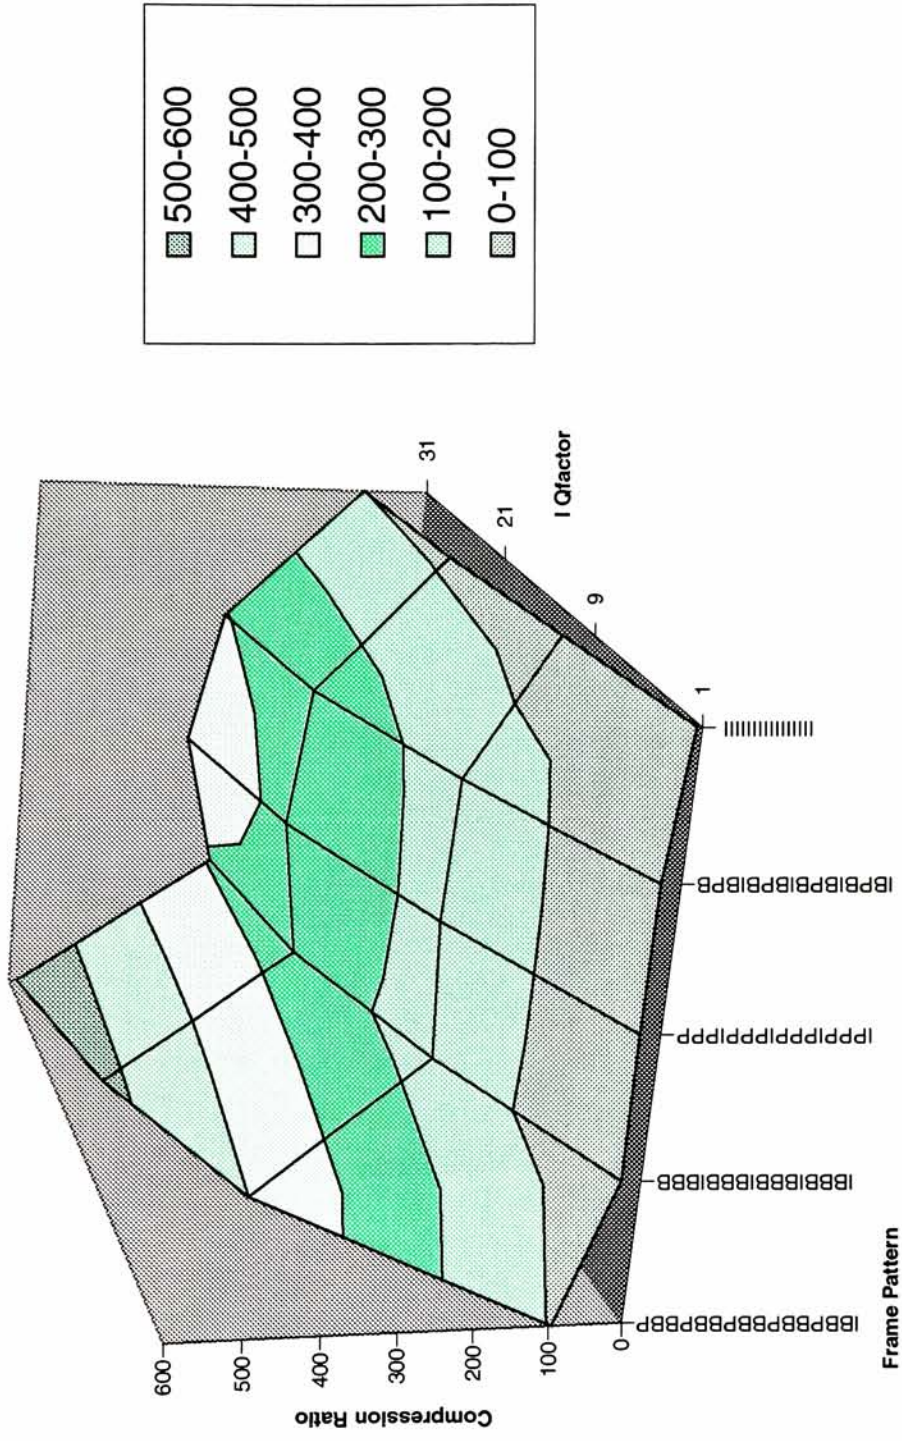 600
500
400
300
200
100
0
Compression Ratio
IBBPBBPBBPBBPBBP
IBBBIBBBIBBBIBBB
IPPPIPPPIPPPIPPP
IBPBIBPBIBPBIBPB
IIIIIIIIIIIIIIII
Frame Pattern
1
9
21
31
I Qfactor
500-600
400-500
300-400
200-300
100-200
0-100